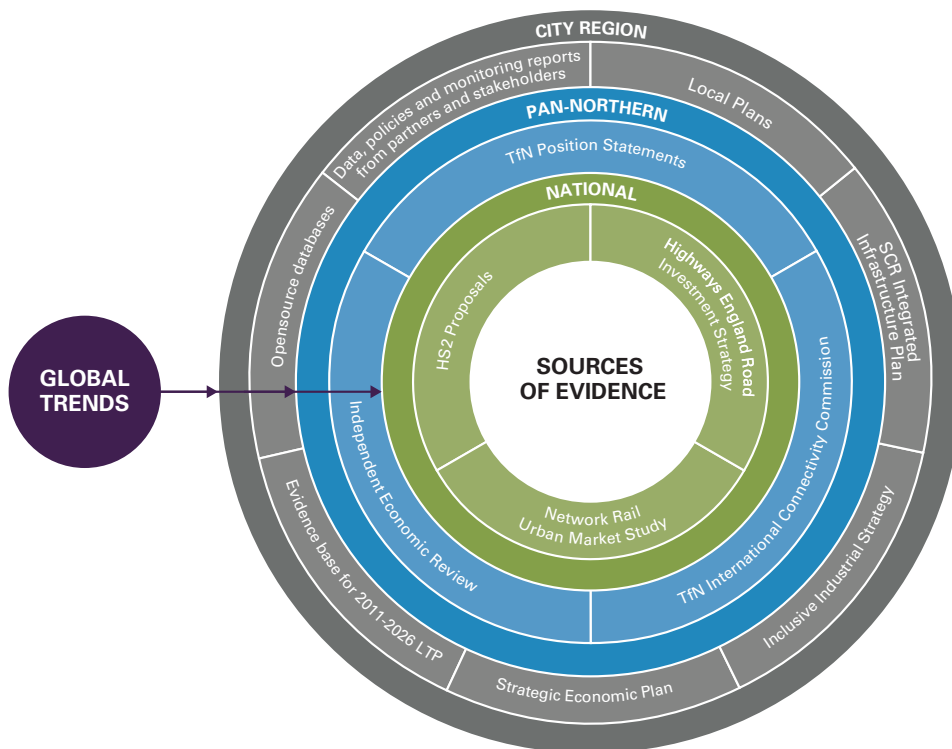 CITY REGION
Data, policies and monitoring reports
from partners and stakeholders
Local Plans
SCR Integrated
Infrastructure Plan
Inclusive Industrial Strategy
Strategic Economic Plan
Evidence base for 2011-2026 LTP
Opensource databases
PAN-NORTHERN
TfN Position Statements
TfN International Connectivity Commission
Independent Economic Review
NATIONAL
HS2 Proposals
Highways England Road
Investment Strategy
Network Rail
Urban Market Study
SOURCES
OF EVIDENCE
GLOBAL
TRENDS